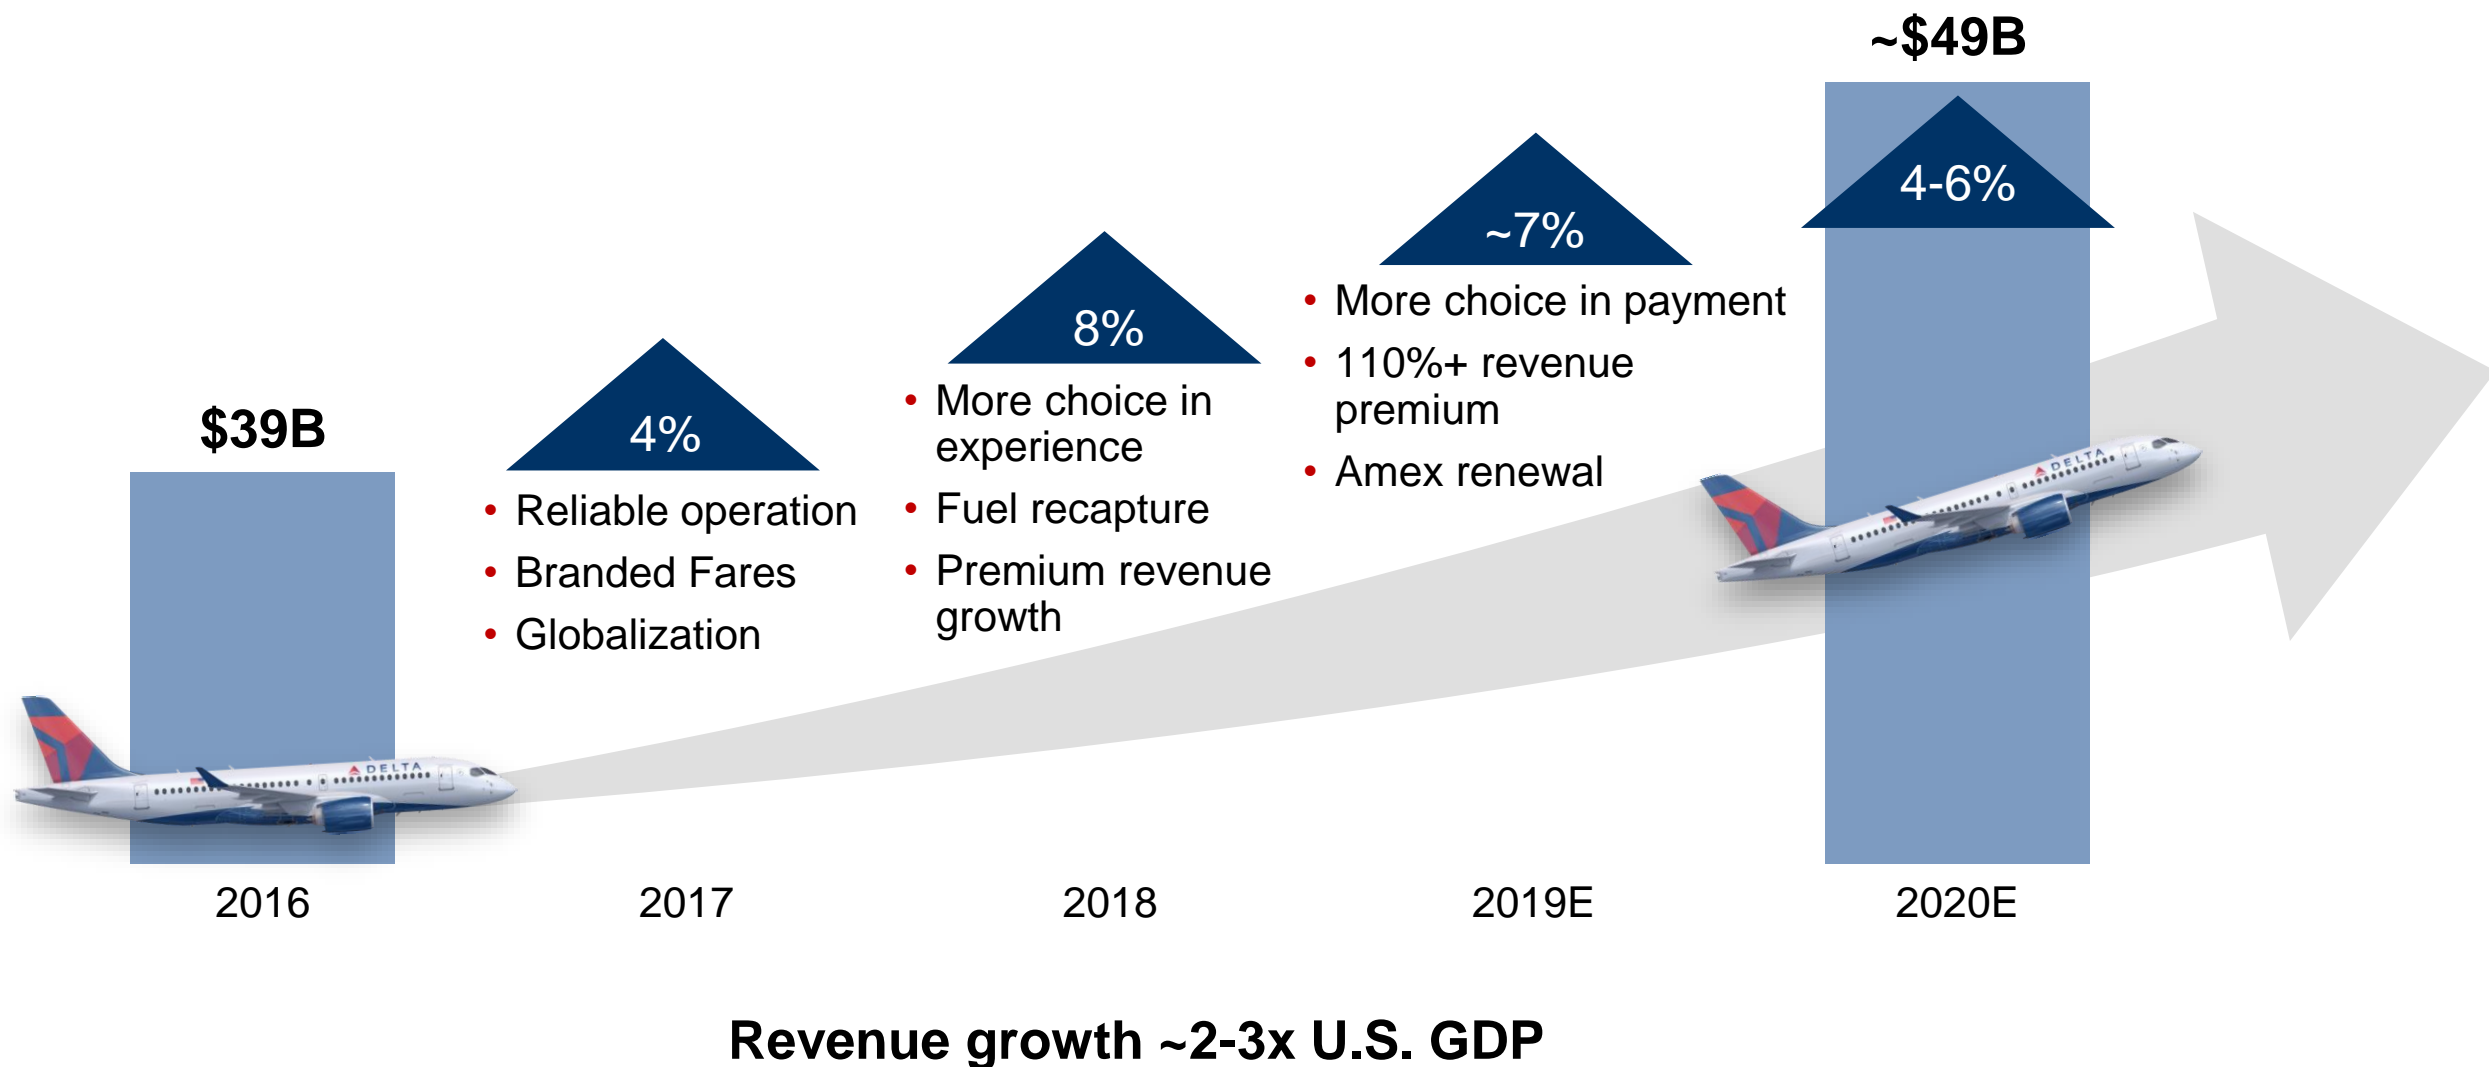 ~$49B
4-6%
~7%
• More choice in payment
• 110%+ revenue
premium
• Amex renewal
8%
• More choice in
experience
• Fuel recapture
• Premium revenue
growth
$39B
4%
• Reliable operation
• Branded Fares
• Globalization
DELTA
DELTA
2016
2017
2018
2019E
2020E
Revenue growth ~2-3x U.S. GDP